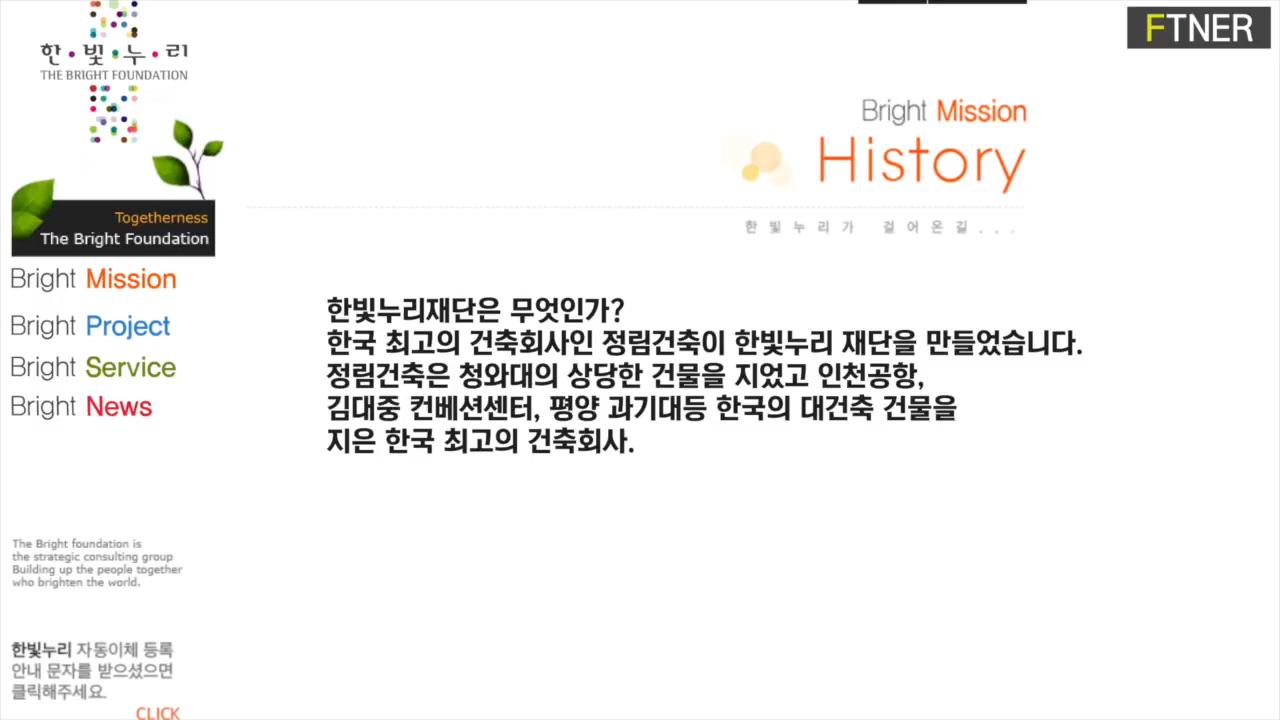 FTNER
한·빛·누·리
THE BRIGHT FOUNDATION
Bright Mission
History
한빛누리가 걸어온길...
Togetherness
The Bright Foundation
Bright Mission
Bright Project
Bright Service
Bright News
한빛누리재단은 무엇인가?
한국 최고의 건축회사인 정림건축이 한빛누리 재단을 만들었습니다.
정림건축은 청와대의 상당한 건물을 지었고 인천공항,
김대중 컨베션센터, 평양 과기대등 한국의 대건축 건물을
지은 한국 최고의 건축회사.
The Bright foundation is
the strategic consulting group
Building up the people together
who brighten the world.
한빛누리 자동이체 등록
안내 문자를 받으셨으면
클릭해주세요.
CLICK